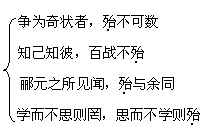 争为奇状者，殆不可数
知己知彼，百战不殆
郦元之所见闻，殆与余同
学而不思则罔，思而不学则殆